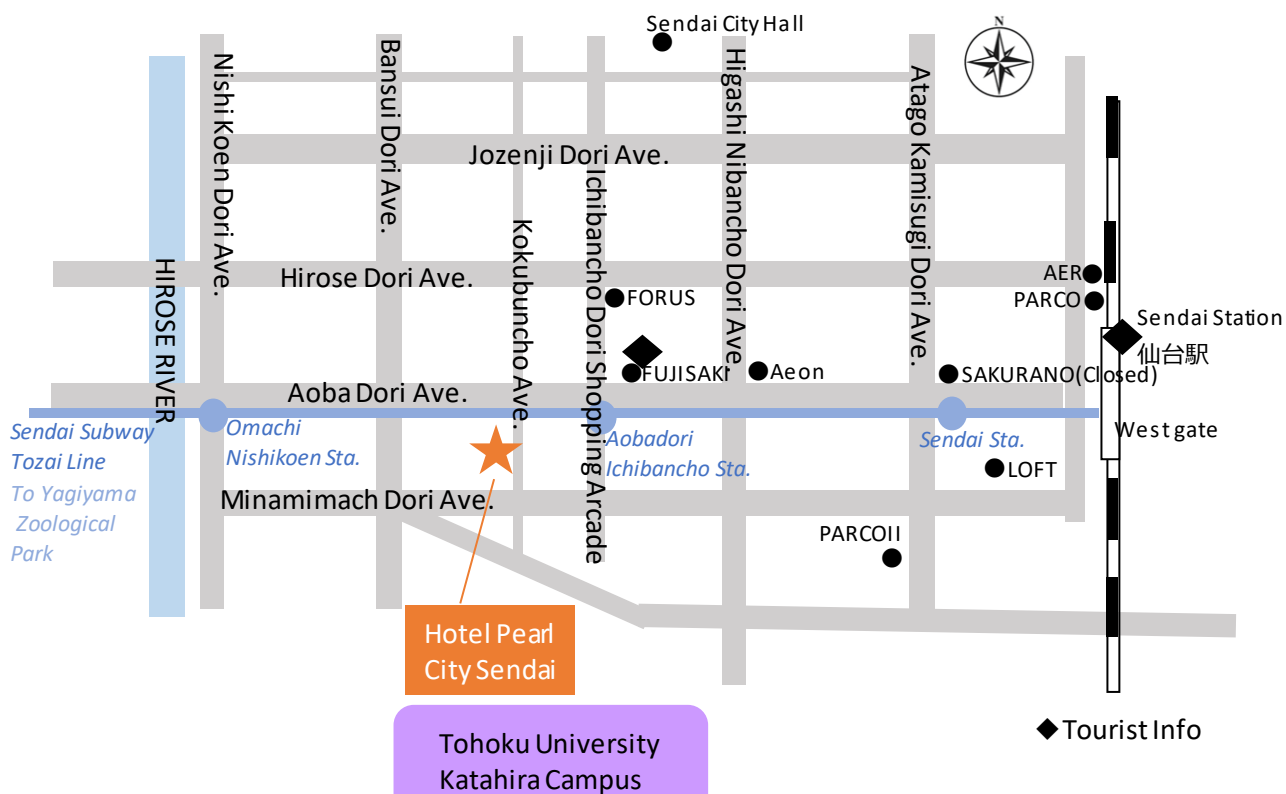 Sendai City Hall
N
Nishi Koen Dori Ave.
Bansui Dori Ave.
Kokubuncho Ave.
Ichibancho Dori Shopping Arcade
Higashi Nibancho Dori Ave.
Atago Kamisugi Dori Ave.
Jozenji Dori Ave.
HIROSE RIVER
Hirose Dori Ave.
AER
PARCO
FORUS
Sendai Station
仙台駅
FUJISAKI
Aeon
SAKURANO(Closed)
Aoba Dori Ave.
Sendai Subway
Tozai Line
To Yagiyama
Zoological
Park
Omachi
Nishikoen Sta.
Aobadori
Ichibancho Sta.
Sendai Sta.
West gate
LOFT
Minamimach Dori Ave.
PARCOII
Hotel Pearl
City Sendai
Tourist Info
Tohoku University
Katahira Campus